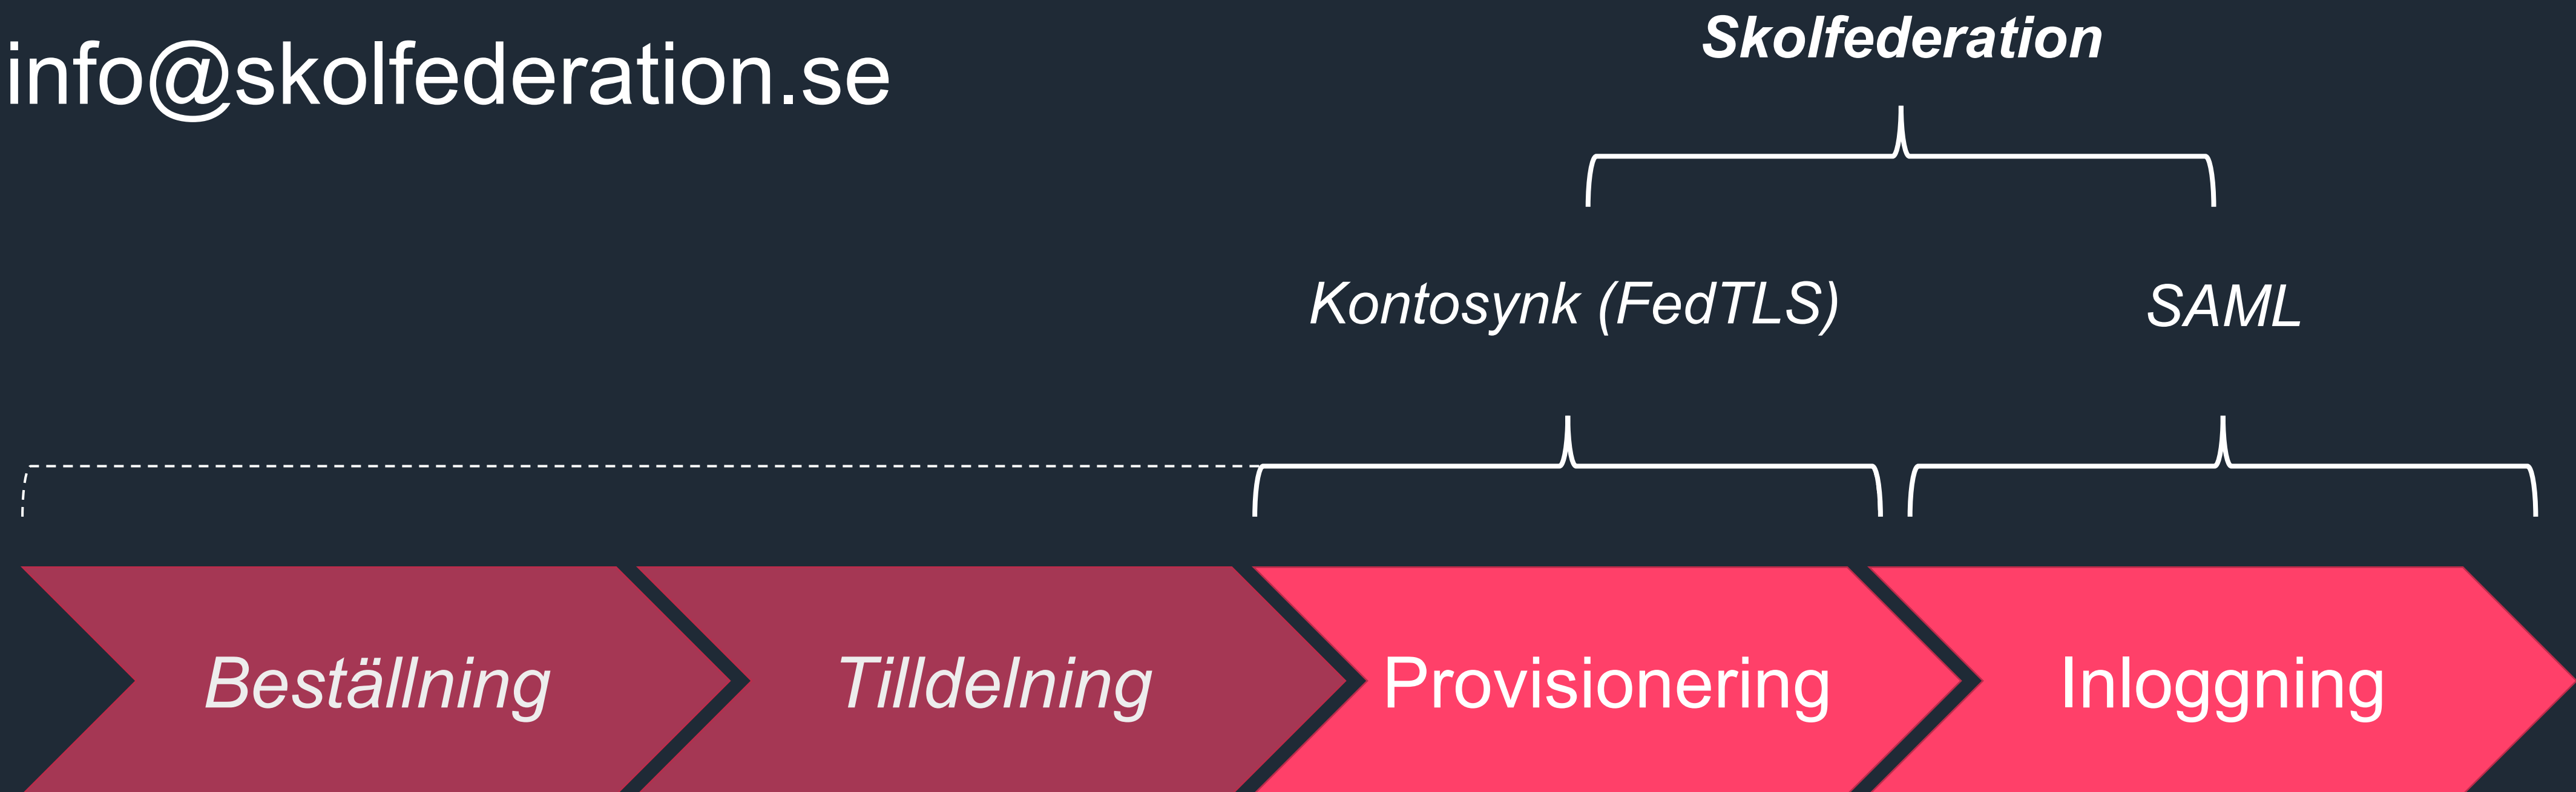 info@skolfederation.se
Skolfederation
Kontosynk (FedTLS)
SAML
Beställning
Tilldelning
Provisionering
Inloggning